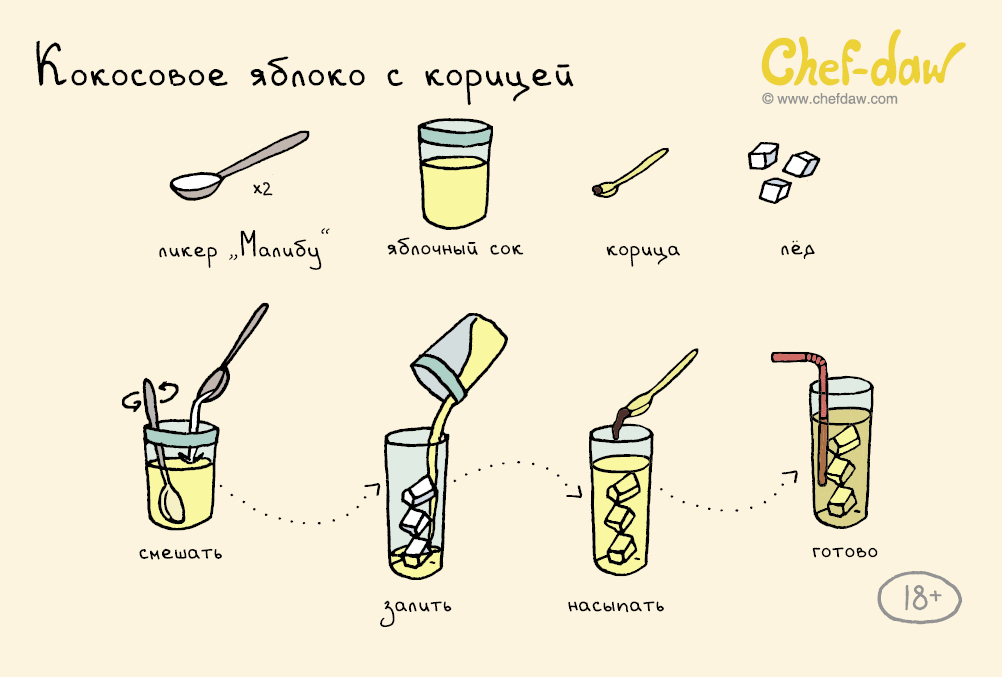 Кокосовое яблоко с корицей
Chef-daw
© www.chefdaw.com
x2
ликер „Малибу“
яблочный сок
корица
лёд
смешать
залить
насыпать
готово
18+